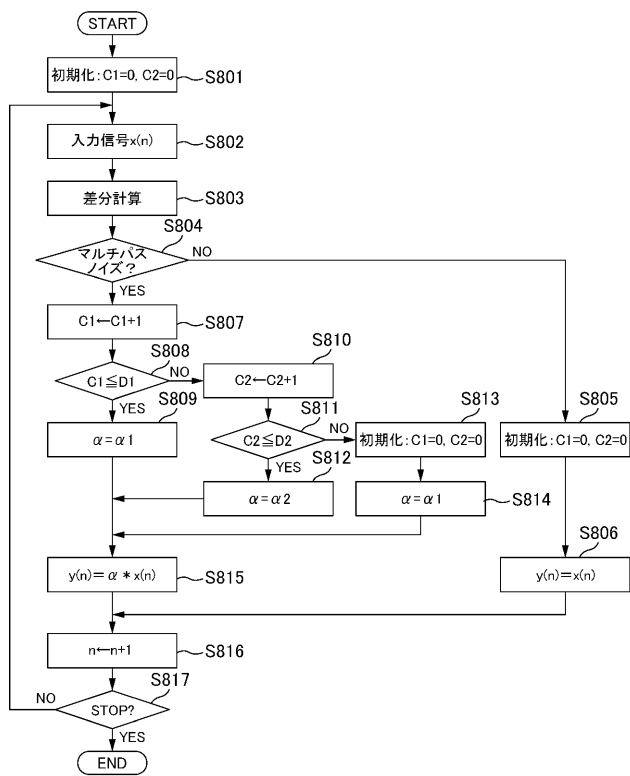 START
初期化:C1=0, C2=0
S801
入力信号x(n)
S802
差分計算
S803
S804
マルチパス
ノイズ?
NO
YES
C1←C1+1
S807
S808
C1≦D1
NO
YES
S809
α=α1
S810
C2←C2+1
S811
C2≦D2
NO
YES
S812
α=α2
S813
初期化:C1=0, C2=0
α=α1
S814
S805
初期化:C1=0, C2=0
S806
y(n)=x(n)
y(n)=α*x(n)
S815
n←n+1
S816
S817
STOP?
NO
YES
END